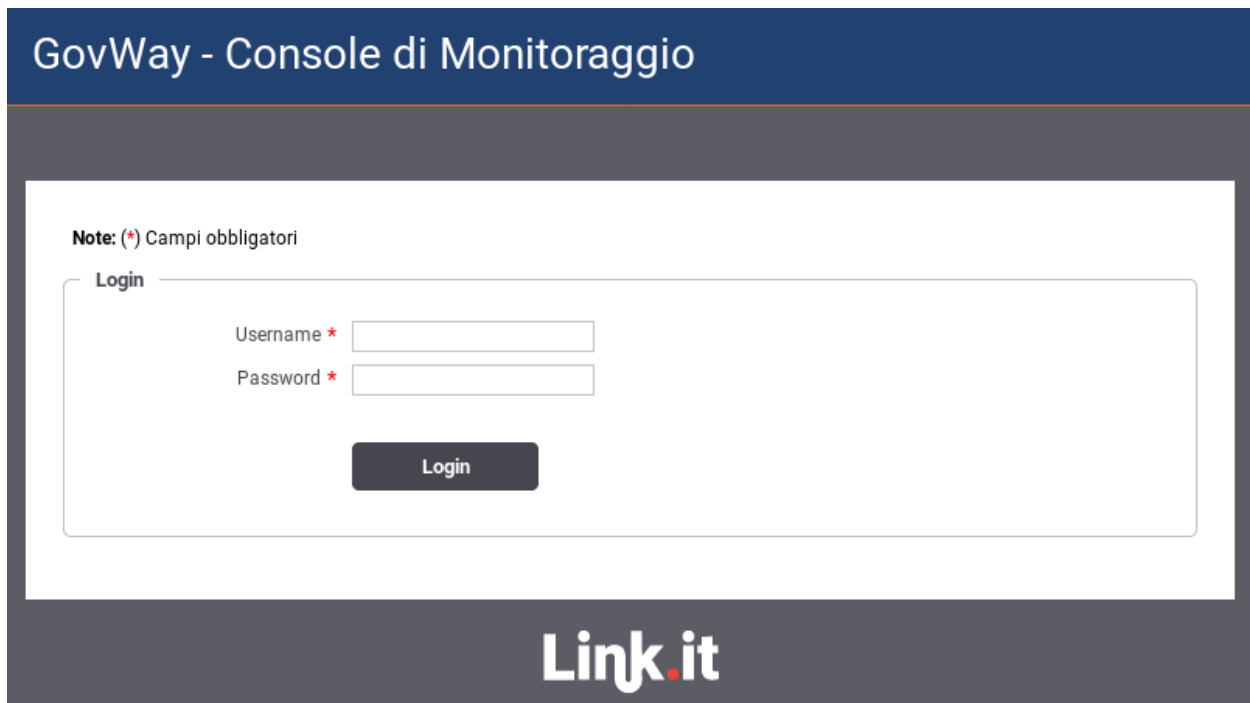 GovWay - Console di Monitoraggio
Note: (*) Campi obbligatori
Login
Username *
Password *
Login
Link.it